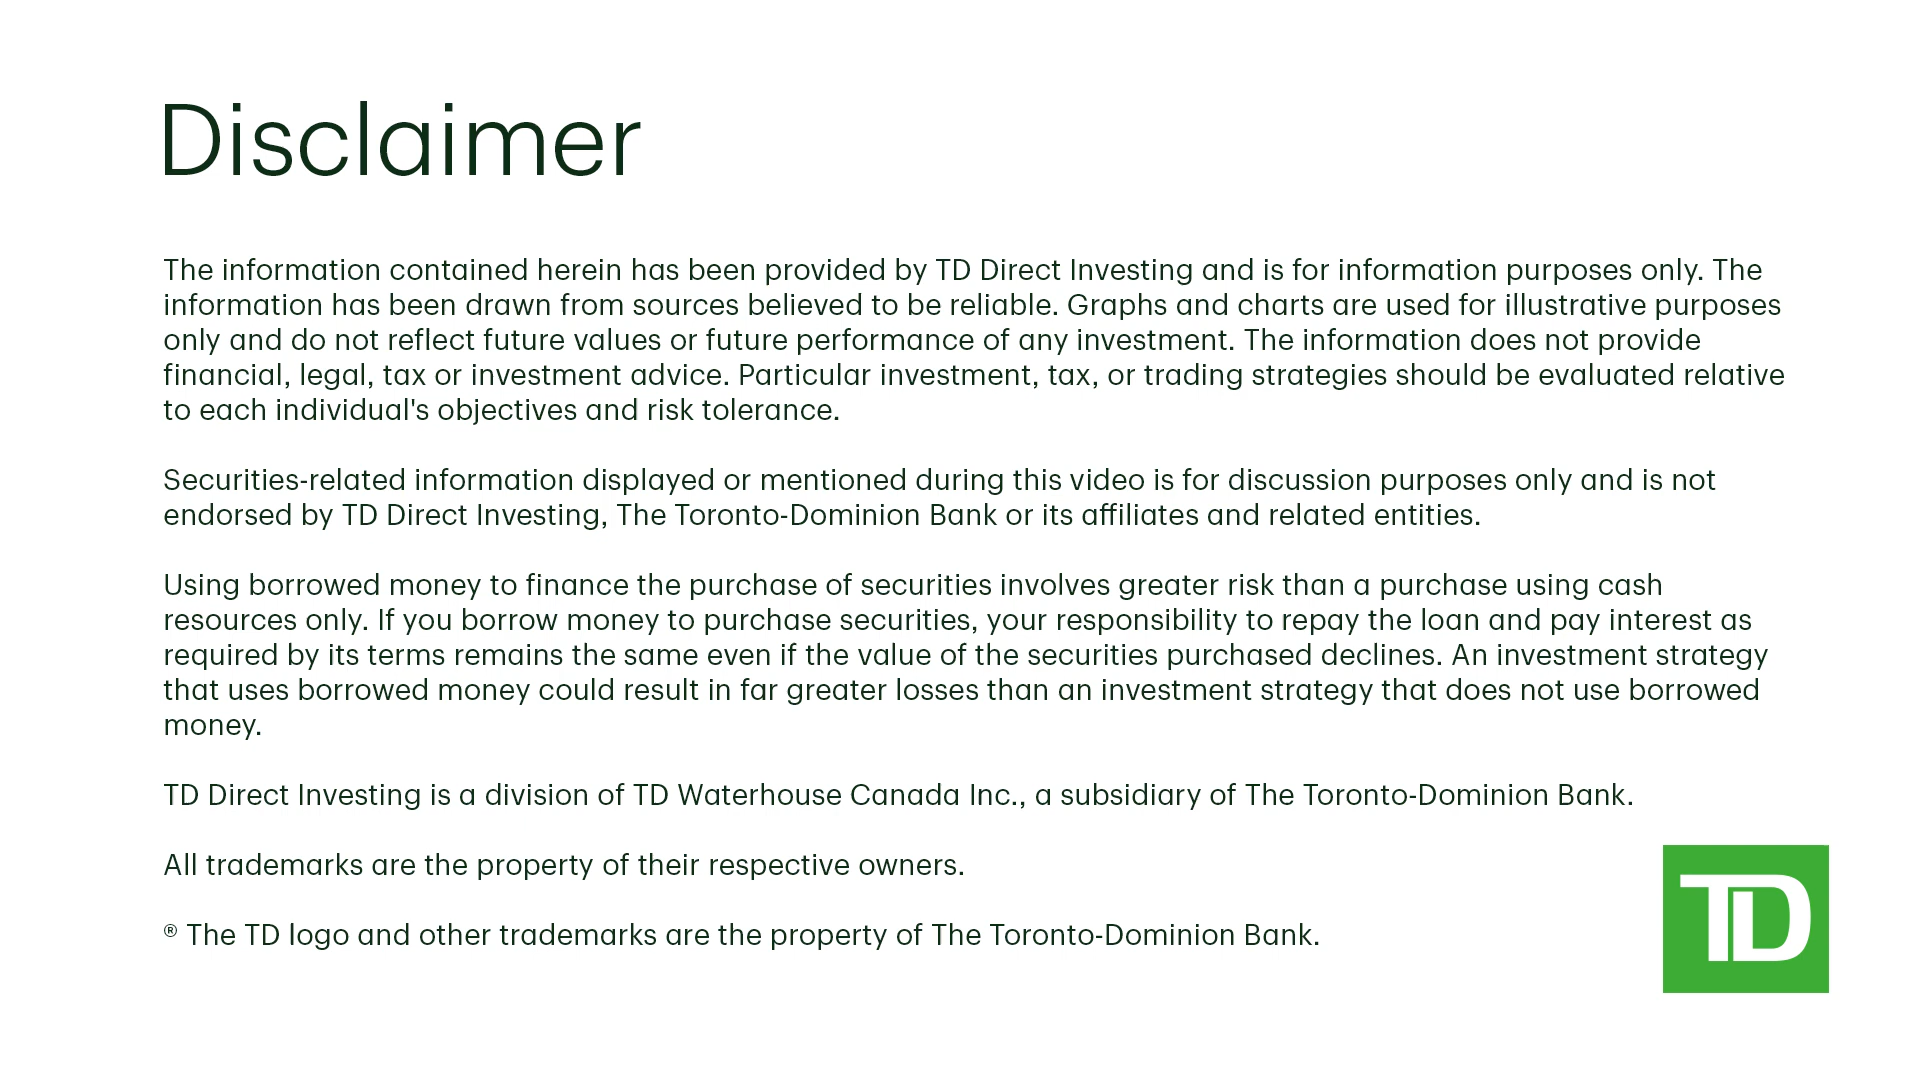 Disclaimer
The information contained herein has been provided by TD Direct Investing and is for information purposes only. The
information has been drawn from sources believed to be reliable. Graphs and charts are used for illustrative purposes
only and do not reflect future values or future performance of any investment. The information does not provide
financial, legal, tax or investment advice. Particular investment, tax, or trading strategies should be evaluated relative
to each individual's objectives and risk tolerance.
Securities-related information displayed or mentioned during this video is for discussion purposes only and is not
endorsed by TD Direct Investing, The Toronto-Dominion Bank or its affiliates and related entities.
Using borrowed money to finance the purchase of securities involves greater risk than a purchase using cash
resources only. If you borrow money to purchase securities, your responsibility to repay the loan and pay interest as
required by its terms remains the same even if the value of the securities purchased declines. An investment strategy
that uses borrowed money could result in far greater losses than an investment strategy that does not use borrowed
money.
TD Direct Investing is a division of TD Waterhouse Canada Inc., a subsidiary of The Toronto-Dominion Bank.
All trademarks are the property of their respective owners.
® The TD logo and other trademarks are the property of The Toronto-Dominion Bank.
TD